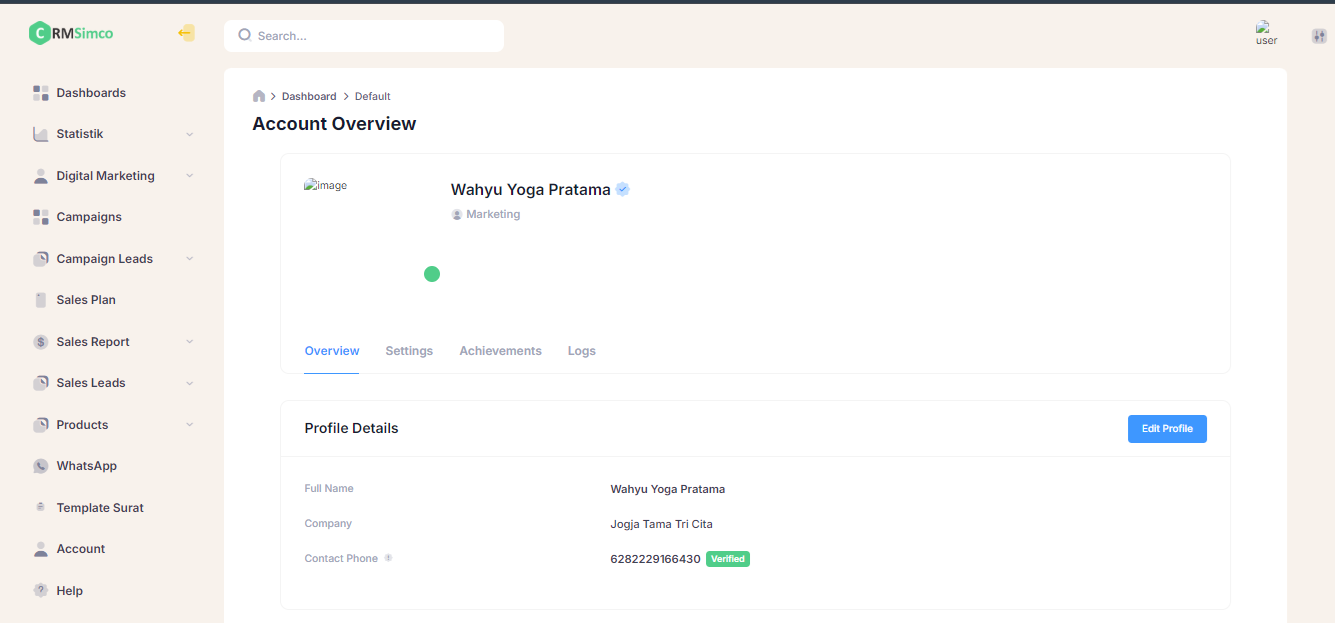 CRMSimco
Search...
user
Dashboards
Statistik
Digital Marketing
Campaigns
Campaign Leads
Sales Plan
Sales Report
Sales Leads
Products
WhatsApp
Template Surat
Account
Help
Dashboard > Default
Account Overview
image
Wahyu Yoga Pratama
Marketing
Overview Settings Achievements Logs
Profile Details
Edit Profile
Full Name Wahyu Yoga Pratama
Company Jogja Tama Tri Cita
Contact Phone 6282229166430 Verified